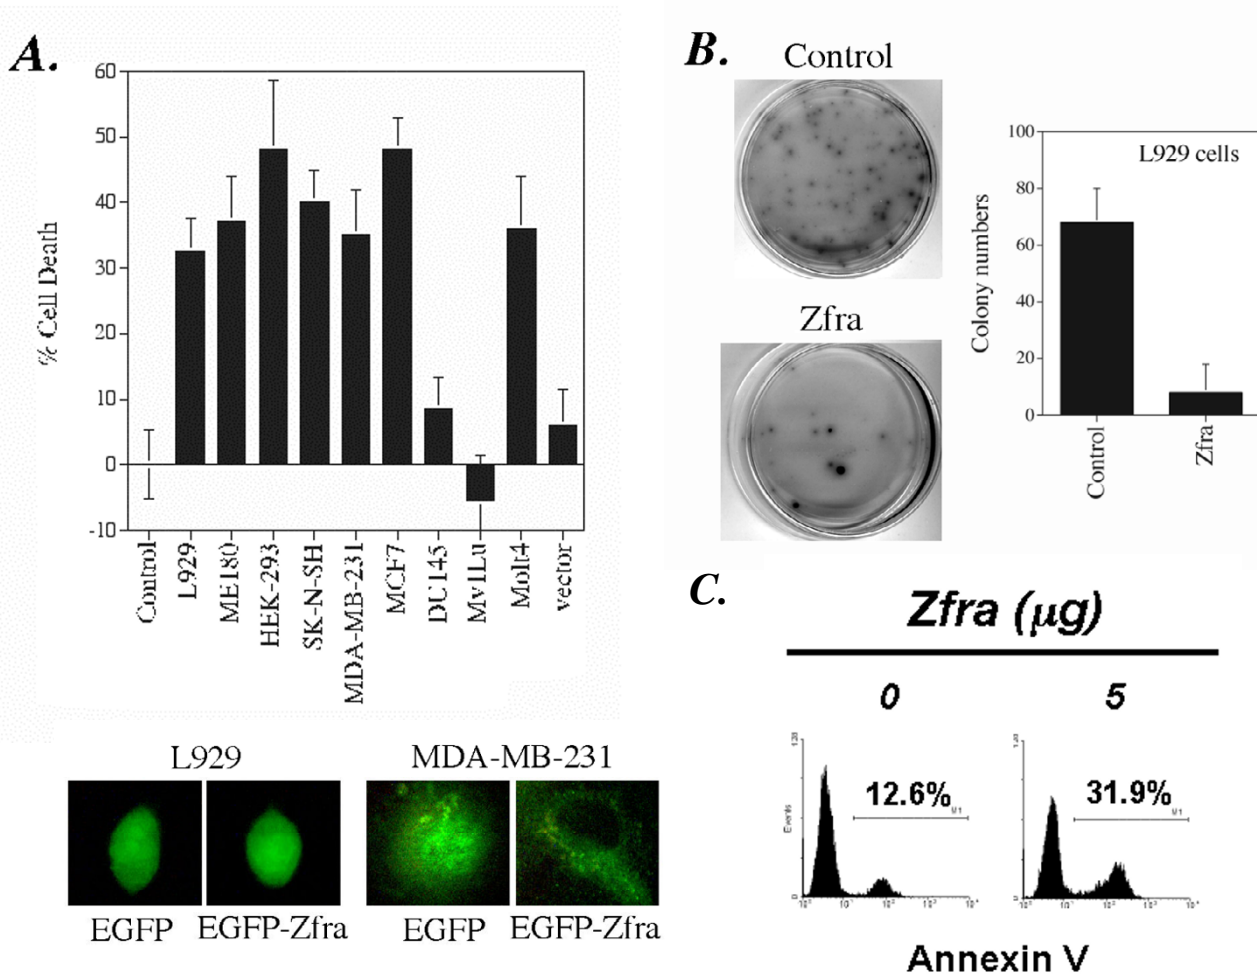 A.
60
50
40
30
20
10
0
-10
% Cell Death
Control
L929
ME180
HEK-293
SK-N-SH
MDA-MB-231
MCF7
DU145
Mv1Lu
Molt4
vector
L929
MDA-MB-231
EGFP
EGFP-Zfra
EGFP
EGFP-Zfra
B.
Control
Zfra
L929 cells
100
80
60
40
20
0
Colony numbers
Control
Zfra
C.
Zfra (μg)
0
5
Events
12.6%
M1
31.9%
M1
Annexin V